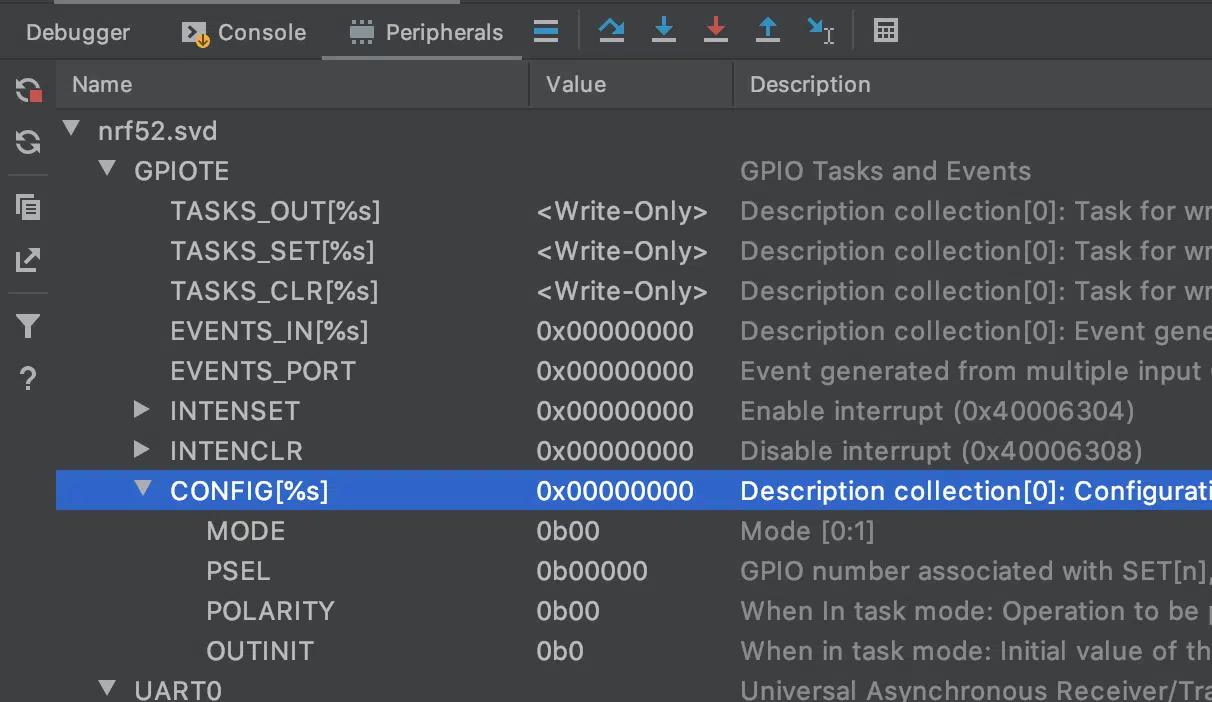 Debugger Console Peripherals
Name Value Description
nrf52.svd
GPIOTE GPIO Tasks and Events
TASKS_OUT[%s] <Write-Only> Description collection[0]: Task for wr
TASKS_SET[%s] <Write-Only> Description collection[0]: Task for wr
TASKS_CLR[%s] <Write-Only> Description collection[0]: Task for wr
EVENTS_IN[%s] 0x00000000 Description collection[0]: Event gene
EVENTS_PORT 0x00000000 Event generated from multiple input
INTENSET 0x00000000 Enable interrupt (0x40006304)
INTENCLR 0x00000000 Disable interrupt (0x40006308)
CONFIG[%s] 0x00000000 Description collection[0]: Configurati
MODE 0b00 Mode [0:1]
PSEL 0b00000 GPIO number associated with SET[n],
POLARITY 0b00 When In task mode: Operation to be p
OUTINIT 0b0 When in task mode: Initial value of th
UART0 Universal Asynchronous Receiver/Tra